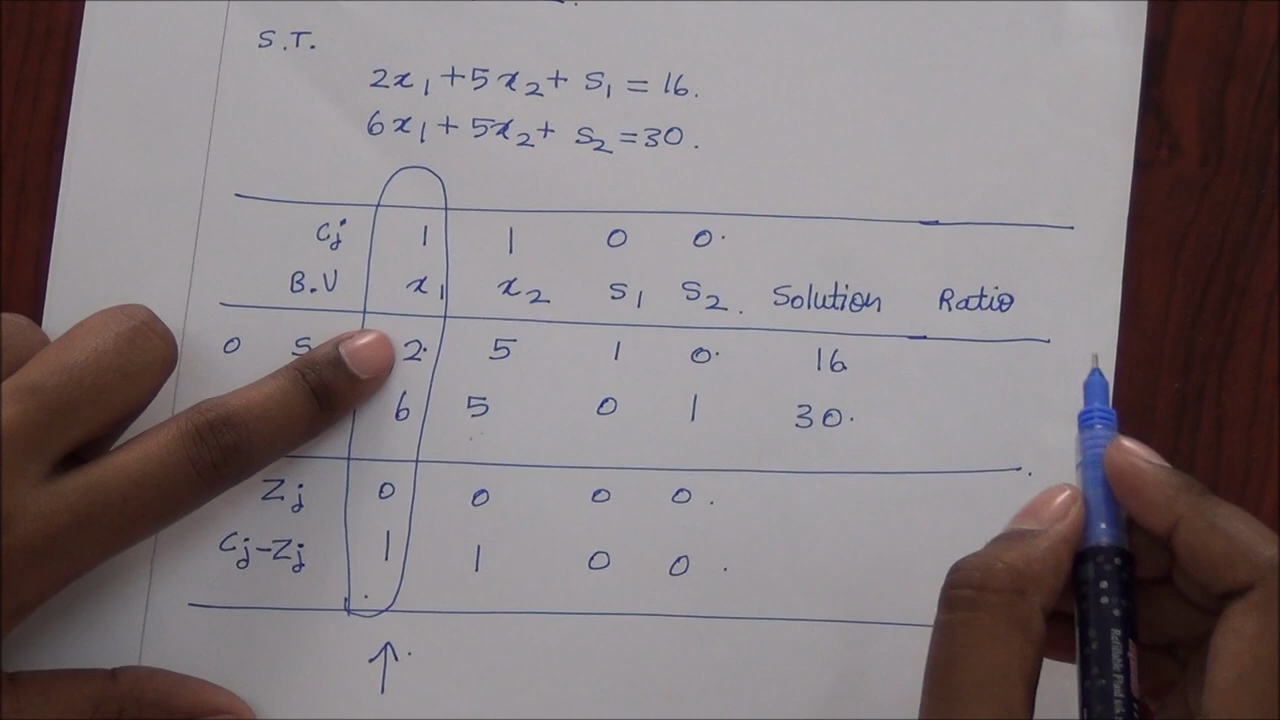 S.T.
2x₁ + 5x₂ + S₁ = 16.
6x₁ + 5x₂ + S₂ = 30.
Cj 1 1 0 0.
B.V x₁ x₂ S₁ S₂. Solution Ratio
0 S 2. 5 1 0. 16
6 5 0 1 30.
Zj 0 0 0 0.
Cj-Zj 1 1 0 0.
↑.